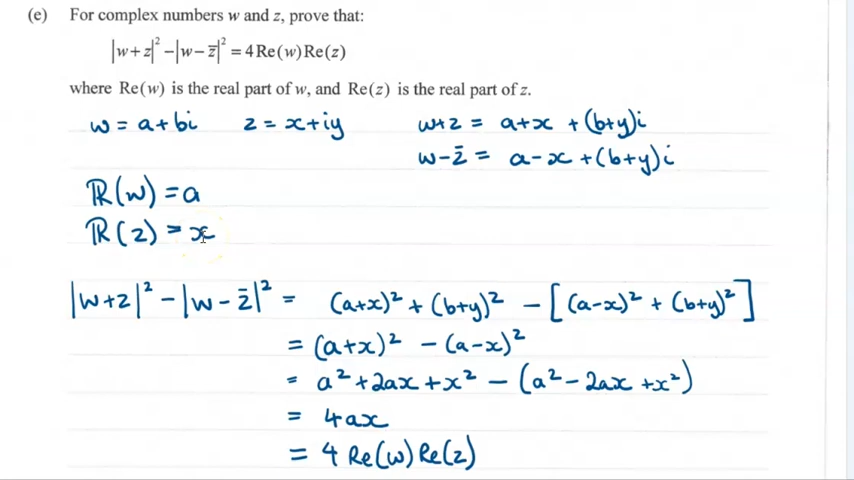 (e) For complex numbers w and z, prove that:
|w+z|² − |w−z̄|² = 4 Re(w) Re(z)
where Re(w) is the real part of w, and Re(z) is the real part of z.
w = a+bi z = x+iy w+z = a+x +(b+y)i
w−z̄ = a−x +(b+y)i
ℝ(w) = a
ℝ(z) = x
|w+z|² − |w−z̄|² = (a+x)² + (b+y)² − [(a−x)² + (b+y)²]
= (a+x)² − (a−x)²
= a² + 2ax + x² − (a² − 2ax + x²)
= 4ax
= 4 Re(w) Re(z)